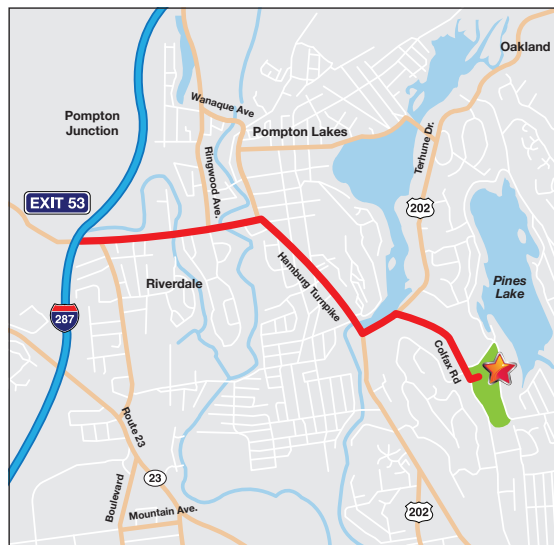 Oakland
Wanaque Ave
Pompton
Junction
Pompton Lakes
Terhune Dr.
Ringwood Ave.
EXIT 53
202
Hamburg Turnpike
Riverdale
Pines
Lake
287
Colfax Rd
Route 23
23
Boulevard
Mountain Ave.
202